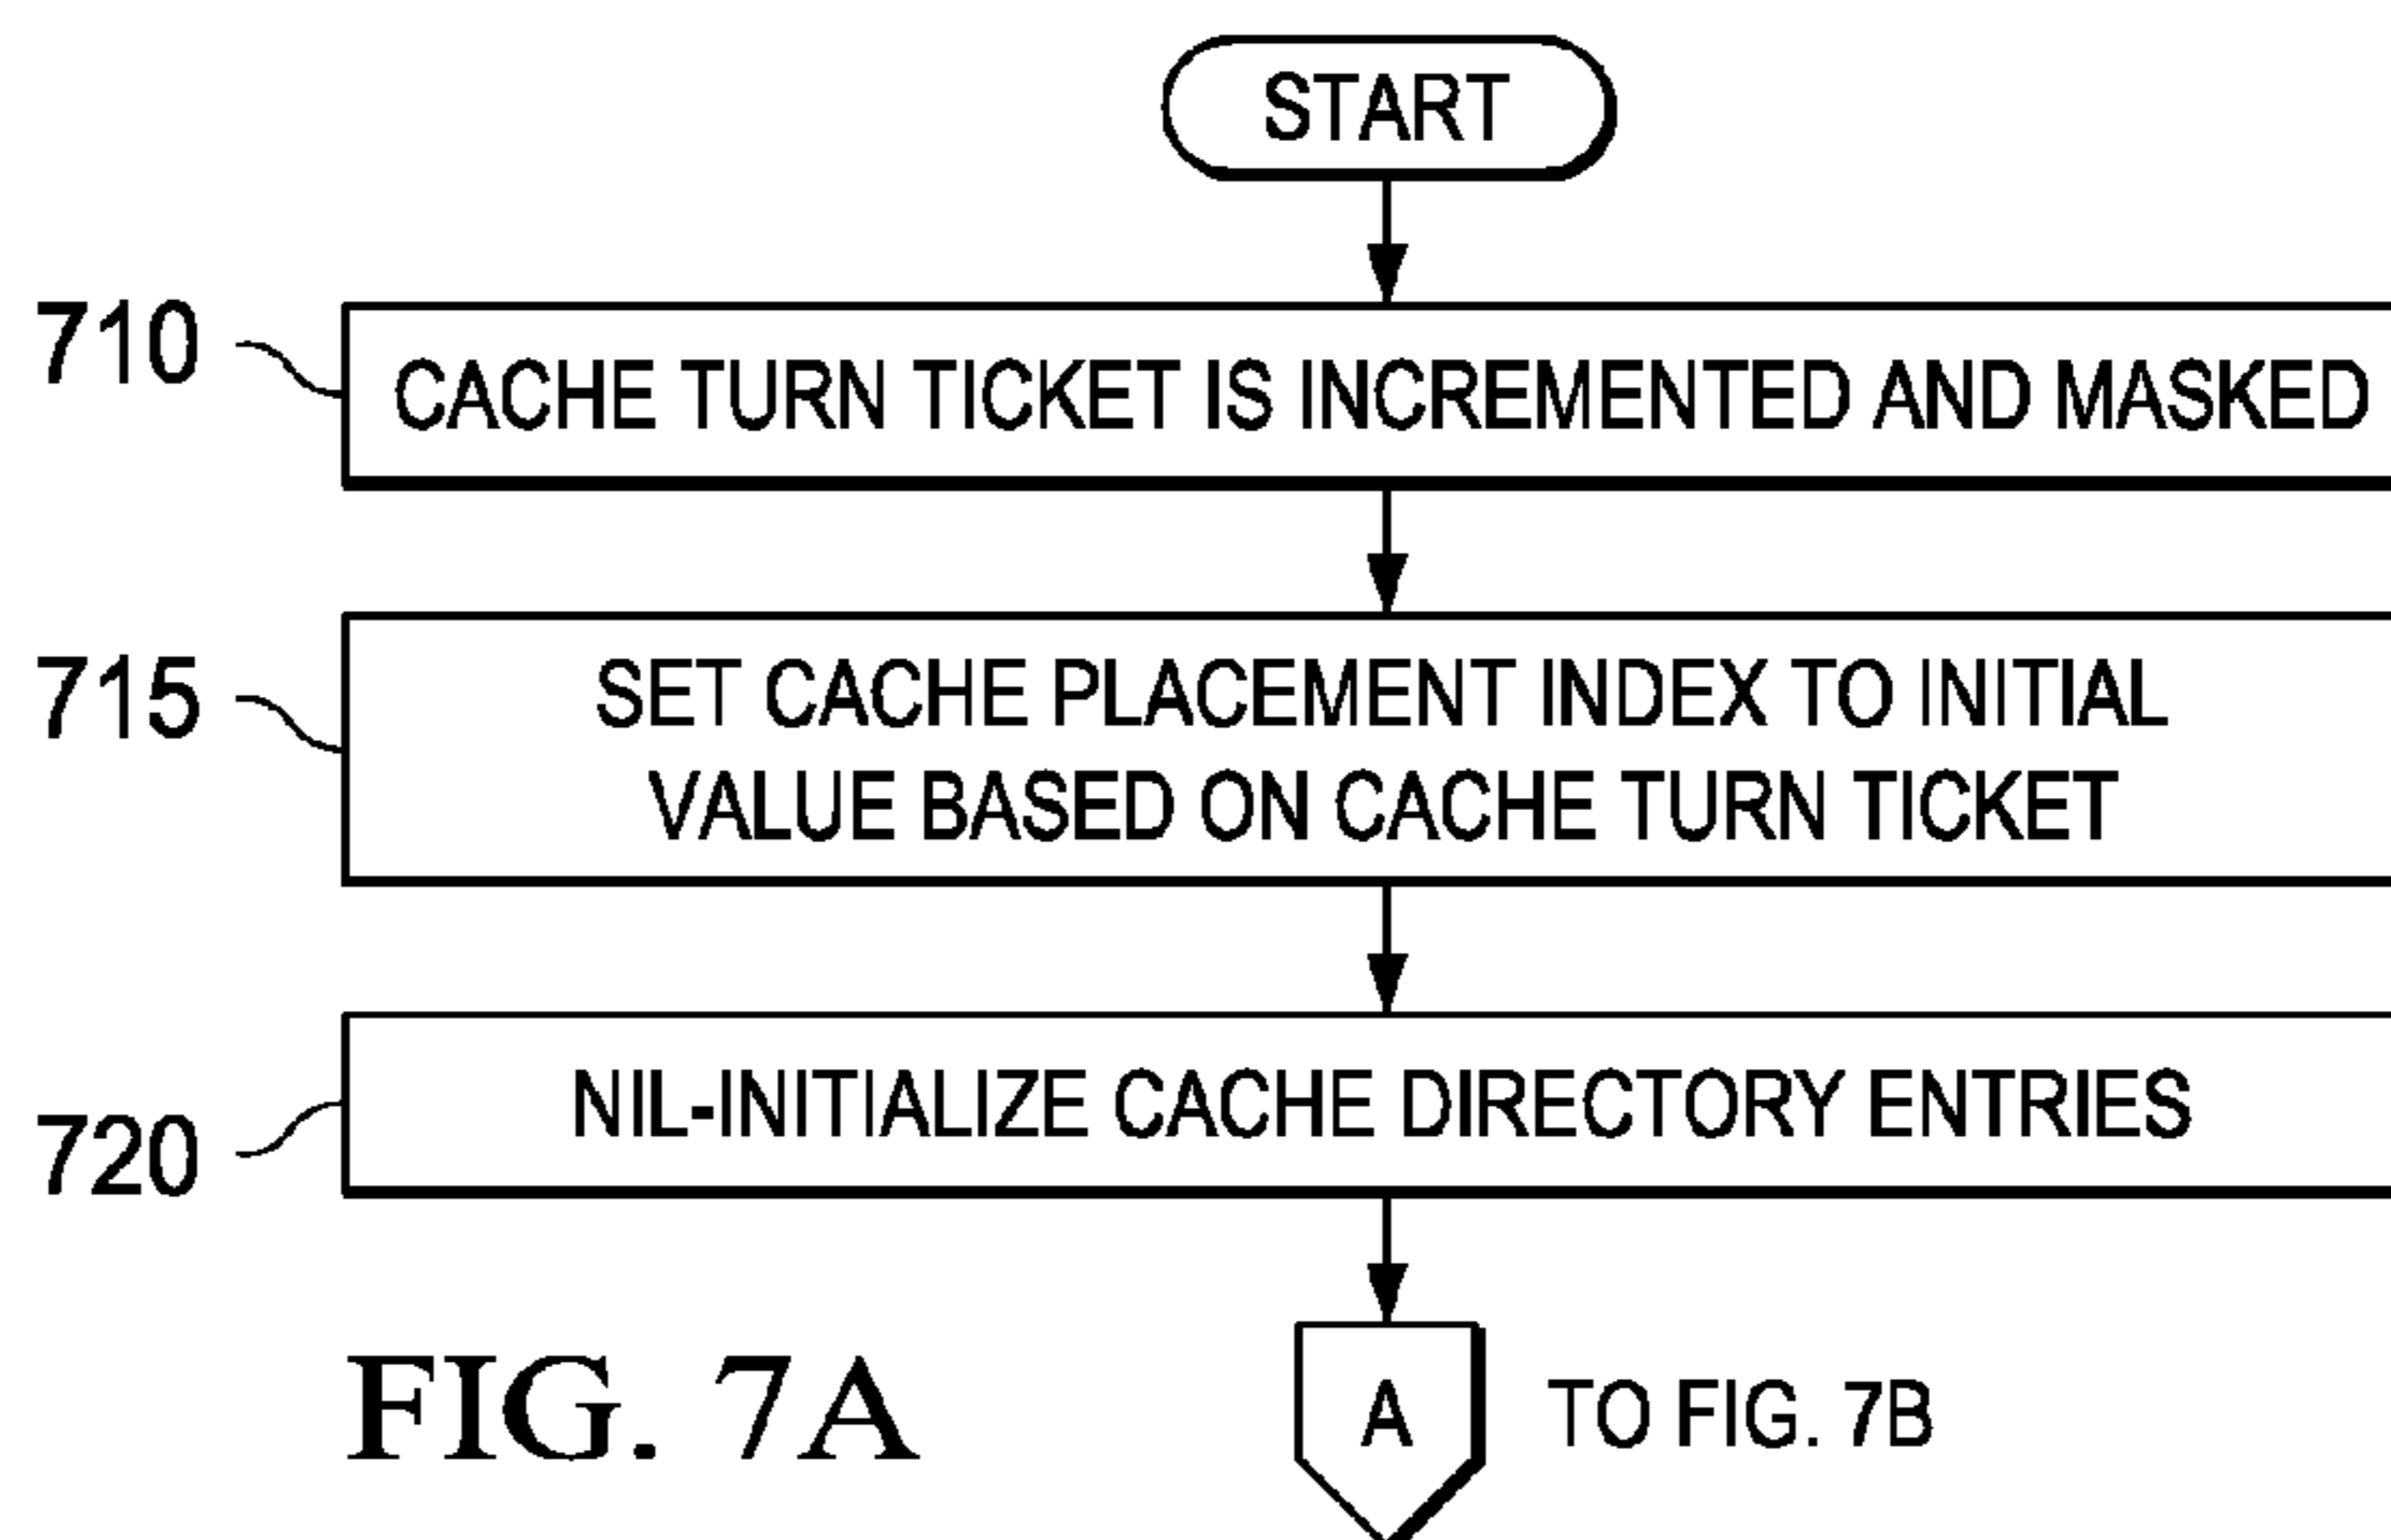 START
710
CACHE TURN TICKET IS INCREMENTED AND MASKED
715
SET CACHE PLACEMENT INDEX TO INITIAL
VALUE BASED ON CACHE TURN TICKET
720
NIL-INITIALIZE CACHE DIRECTORY ENTRIES
FIG. 7A
A
TO FIG. 7B